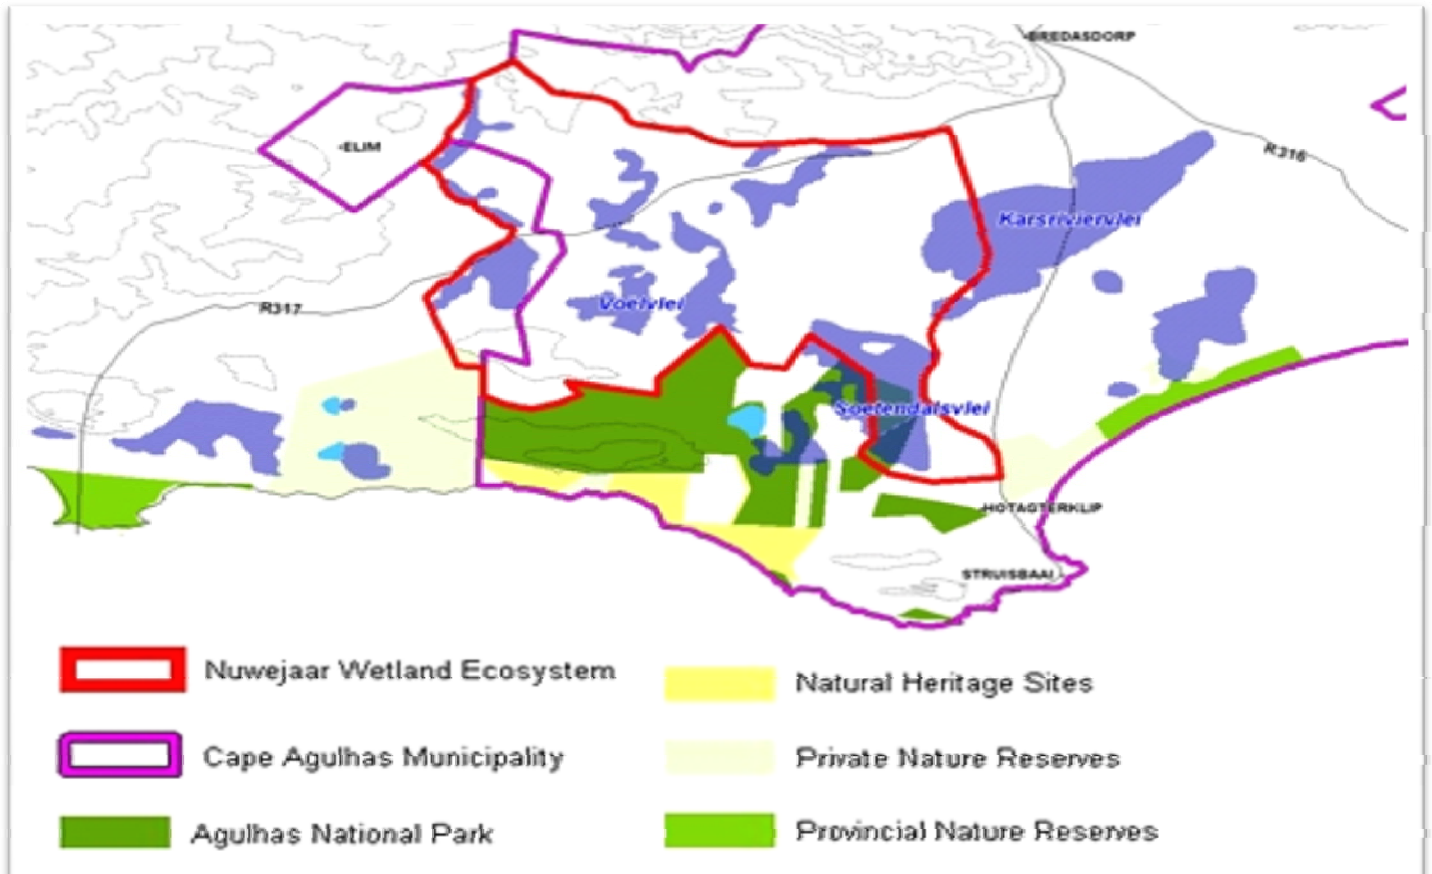 -BREDASDORP
R316
-ELIM
Karsriviervlei
R317
Voelvlei
Soetendalsvlei
-HOTAGTERKLIP
STRUISBAAI
Nuwejaar Wetland Ecosystem
Cape Agulhas Municipality
Agulhas National Park
Natural Heritage Sites
Private Nature Reserves
Provincial Nature Reserves